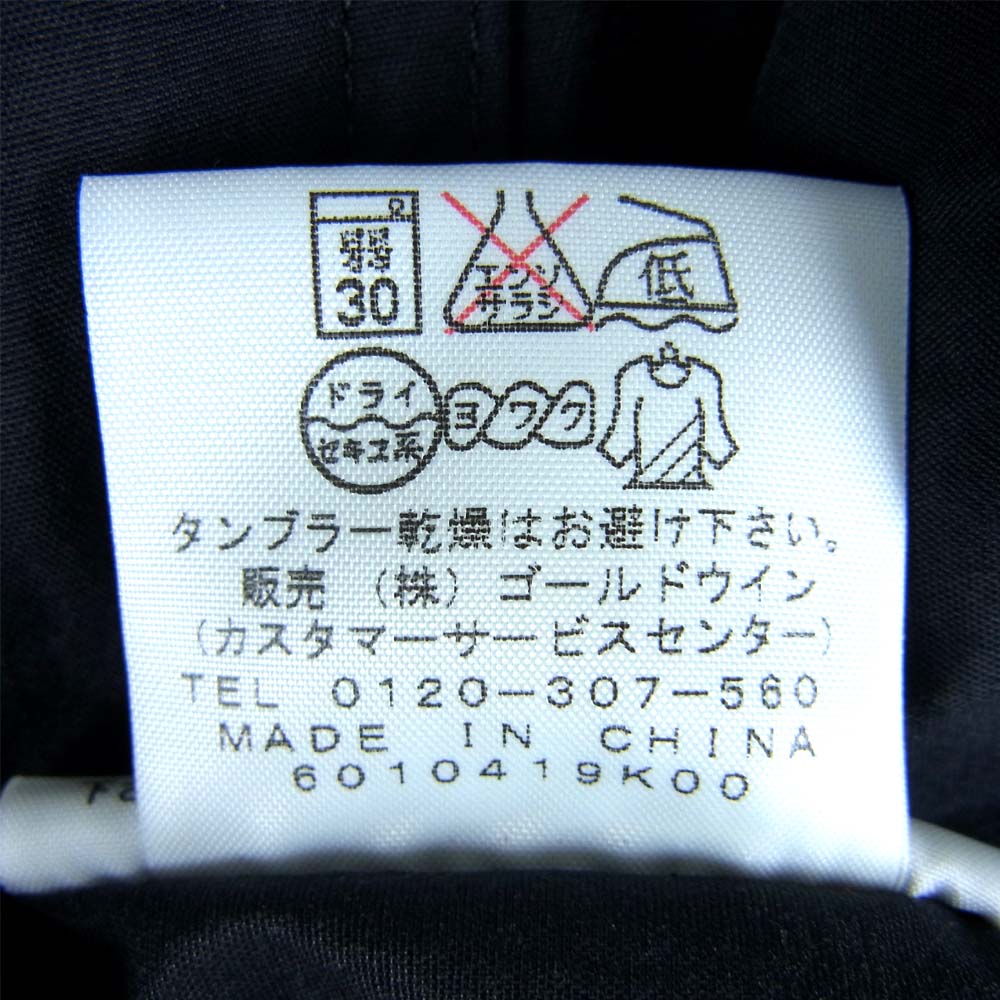 弱
30
エンソ
サラシ
低
ドライ
セキユ系
ヨワク
タンブラー乾燥はお避け下さい。
販売 (株) ゴールドウイン
(カスタマーサービスセンター)
TEL 0120-307-560
MADE IN CHINA
6010419K00